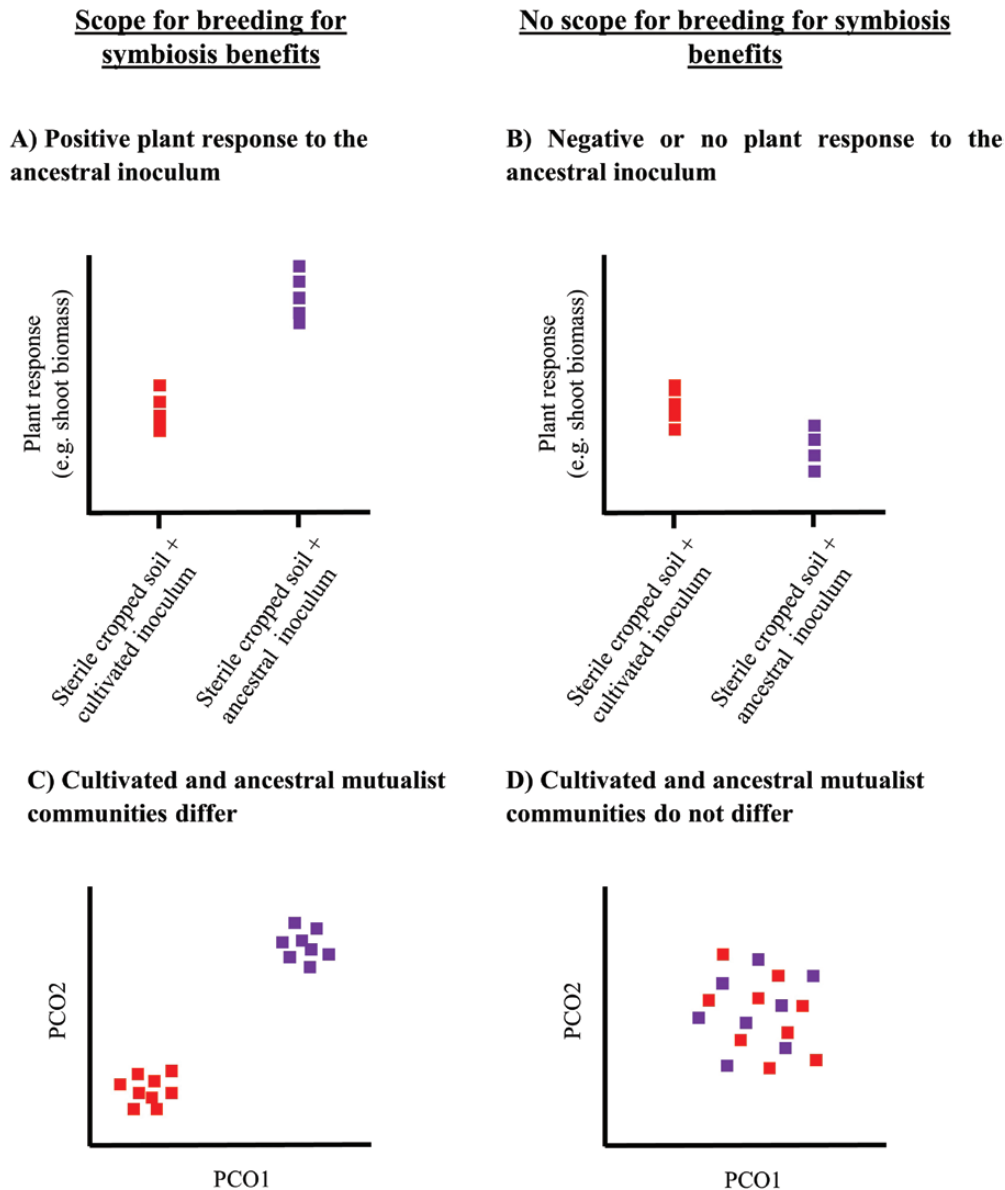 Scope for breeding for
symbiosis benefits
No scope for breeding for symbiosis
benefits
A) Positive plant response to the
ancestral inoculum
B) Negative or no plant response to the
ancestral inoculum
Plant response
(e.g. shoot biomass)
Sterile cropped soil +
cultivated inoculum
Sterile cropped soil +
ancestral inoculum
Plant response
(e.g. shoot biomass)
Sterile cropped soil +
cultivated inoculum
Sterile cropped soil +
ancestral inoculum
C) Cultivated and ancestral mutualist
communities differ
D) Cultivated and ancestral mutualist
communities do not differ
PCO2
PCO1
PCO2
PCO1